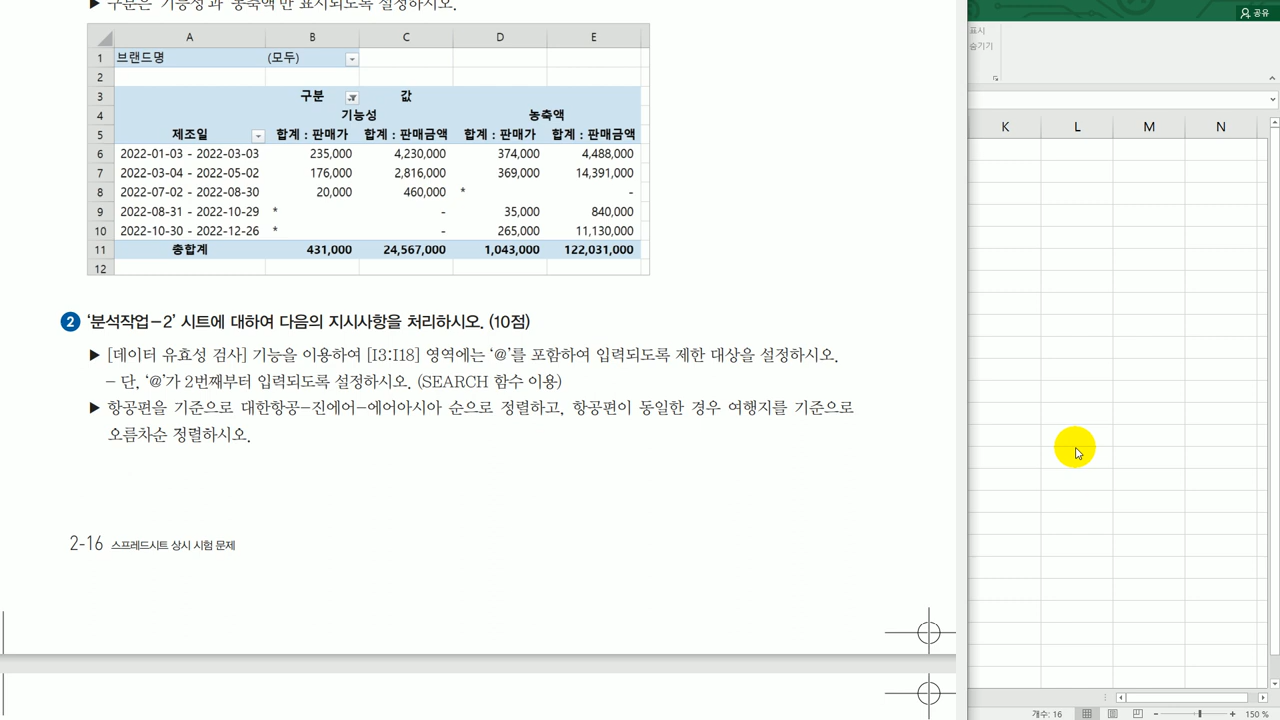 ▶ 구분은 '기능성'과 '농축액'만 표시되도록 설정하시오.
A B C D E
1 브랜드명 (모두)
2
3 구분 값
4 기능성 농축액
5 제조일 합계 : 판매가 합계 : 판매금액 합계 : 판매가 합계 : 판매금액
6 2022-01-03 - 2022-03-03 235,000 4,230,000 374,000 4,488,000
7 2022-03-04 - 2022-05-02 176,000 2,816,000 369,000 14,391,000
8 2022-07-02 - 2022-08-30 20,000 460,000 * -
9 2022-08-31 - 2022-10-29 * - 35,000 840,000
10 2022-10-30 - 2022-12-26 * - 265,000 11,130,000
11 총합계 431,000 24,567,000 1,043,000 122,031,000
12
2 '분석작업-2' 시트에 대하여 다음의 지시사항을 처리하시오. (10점)
▶ [데이터 유효성 검사] 기능을 이용하여 [I3:I18] 영역에는 '@'를 포함하여 입력되도록 제한 대상을 설정하시오.
- 단, '@'가 2번째부터 입력되도록 설정하시오. (SEARCH 함수 이용)
▶ 항공편을 기준으로 대한항공-진에어-에어아시아 순으로 정렬하고, 항공편이 동일한 경우 여행지를 기준으로
오름차순 정렬하시오.
2-16 스프레드시트 상시 시험 문제
공유
표시
숨기기
K L M N
개수: 16 150 %